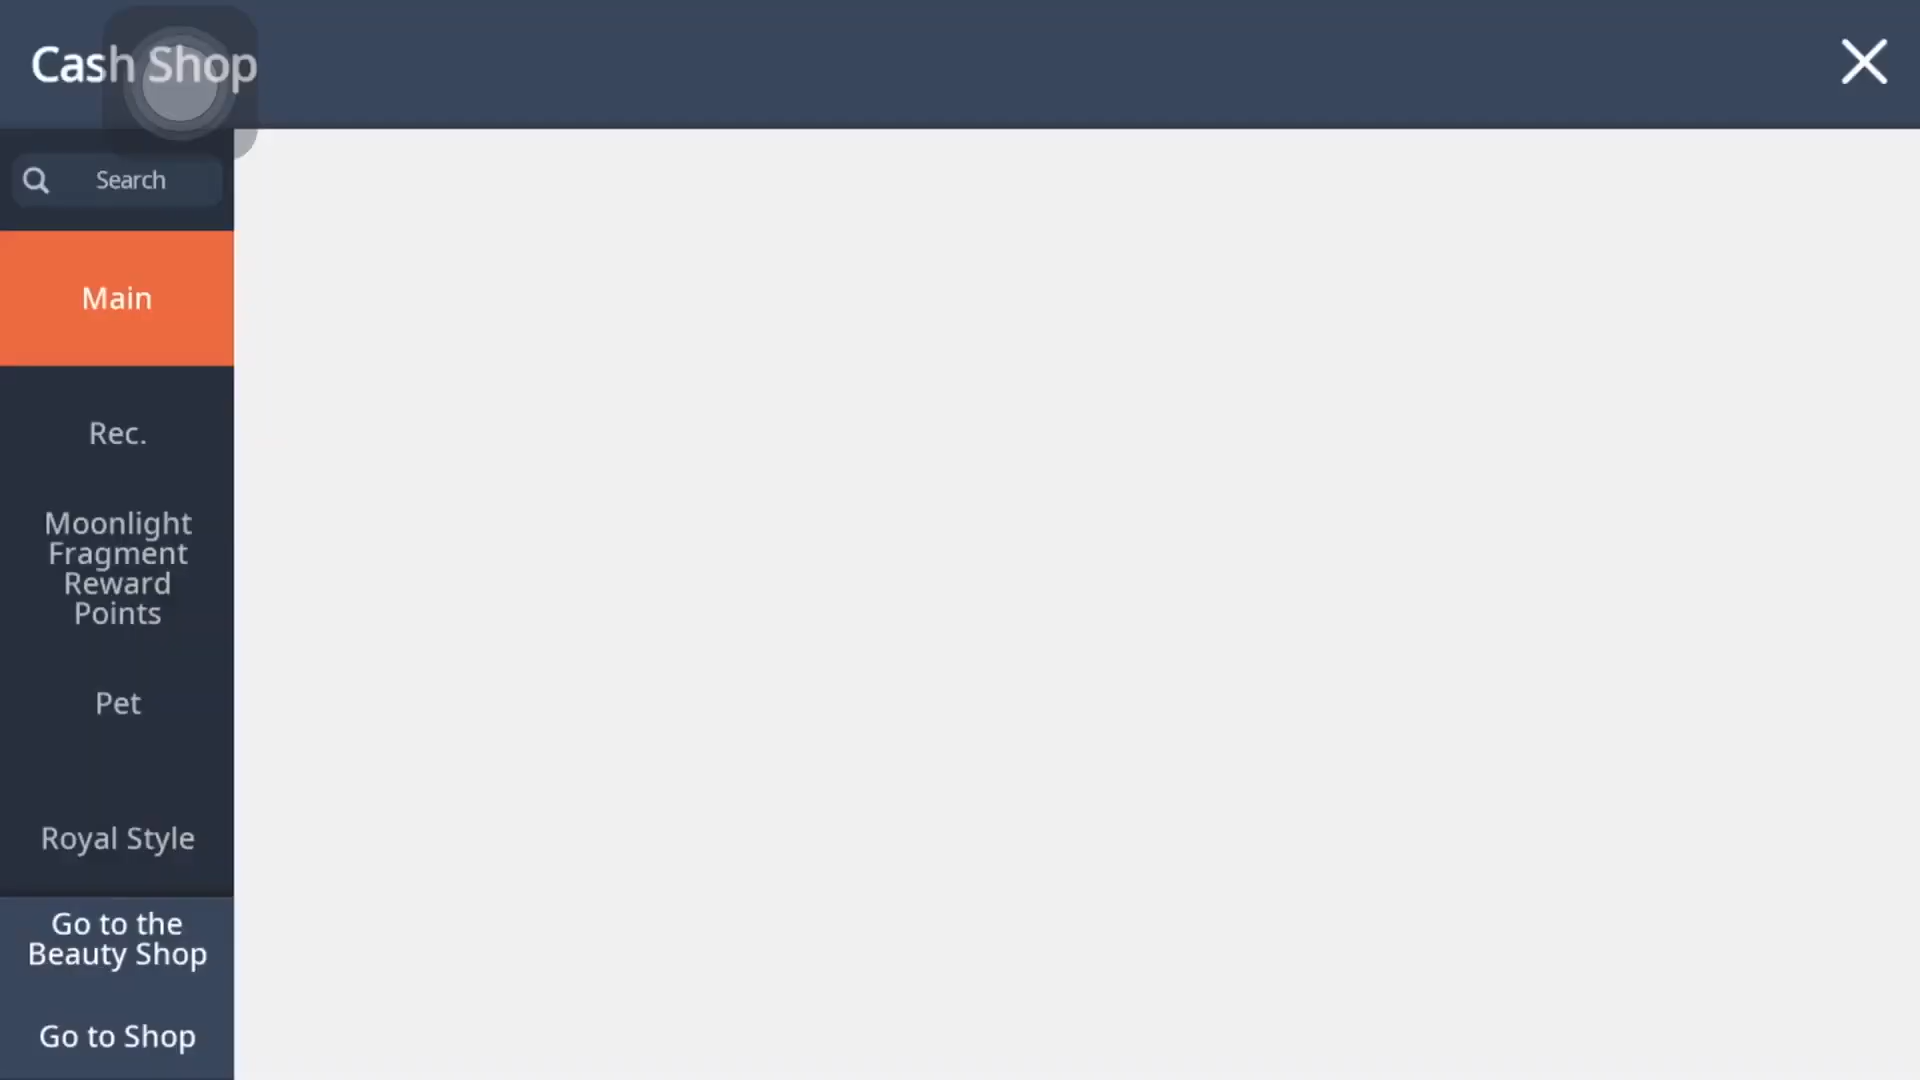 Cash Shop
Search
Main
Rec.
Moonlight
Fragment
Reward
Points
Pet
Royal Style
Go to the
Beauty Shop
Go to Shop